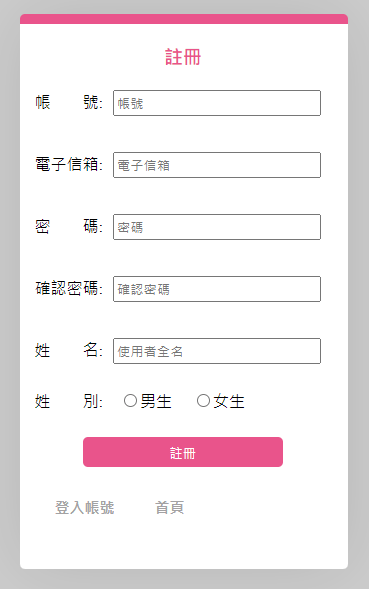 註冊
帳 號: 帳號
電子信箱: 電子信箱
密 碼: 密碼
確認密碼: 確認密碼
姓 名: 使用者全名
姓 別: 男生 女生
註冊
登入帳號 首頁